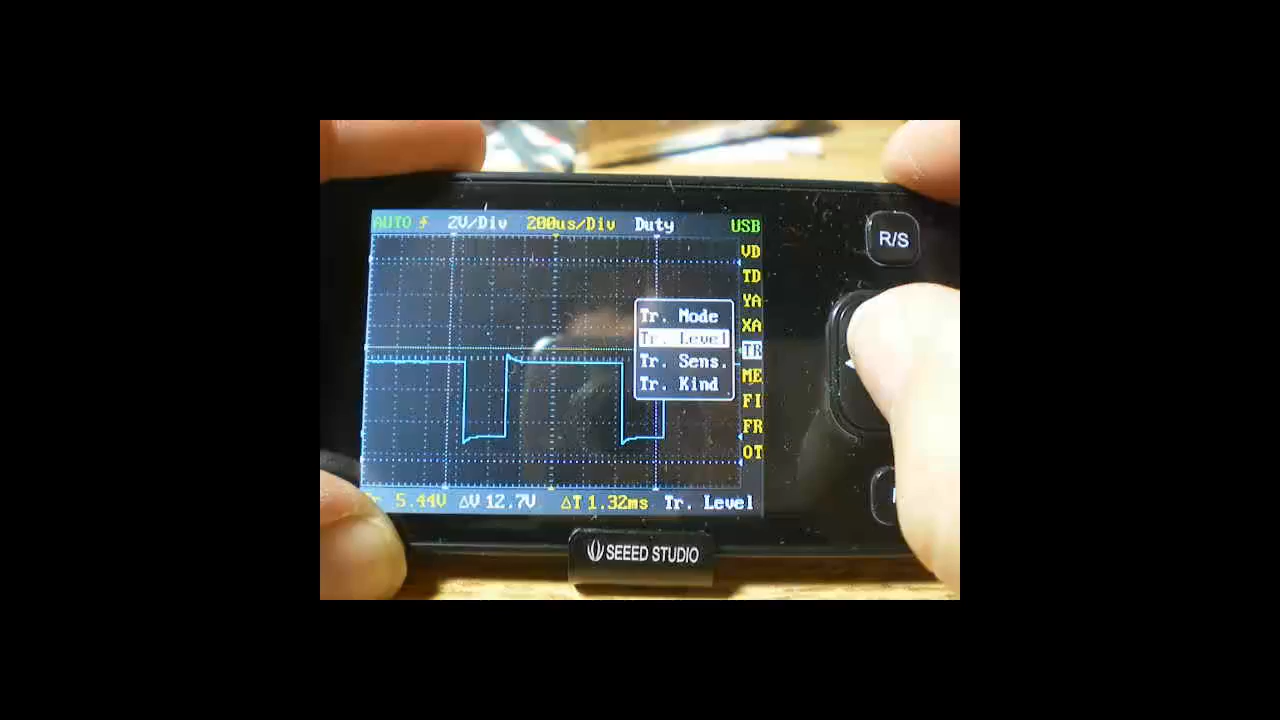 AUTO 2V/Div 200us/Div Duty USB
VD
TD
YA
XA
TR
ME
FI
FR
OT
Tr. Mode
Tr. Level
Tr. Sens.
Tr. Kind
Tr 5.44V ΔV 12.7V ΔT 1.32ms Tr. Level
R/S
SEEED STUDIO